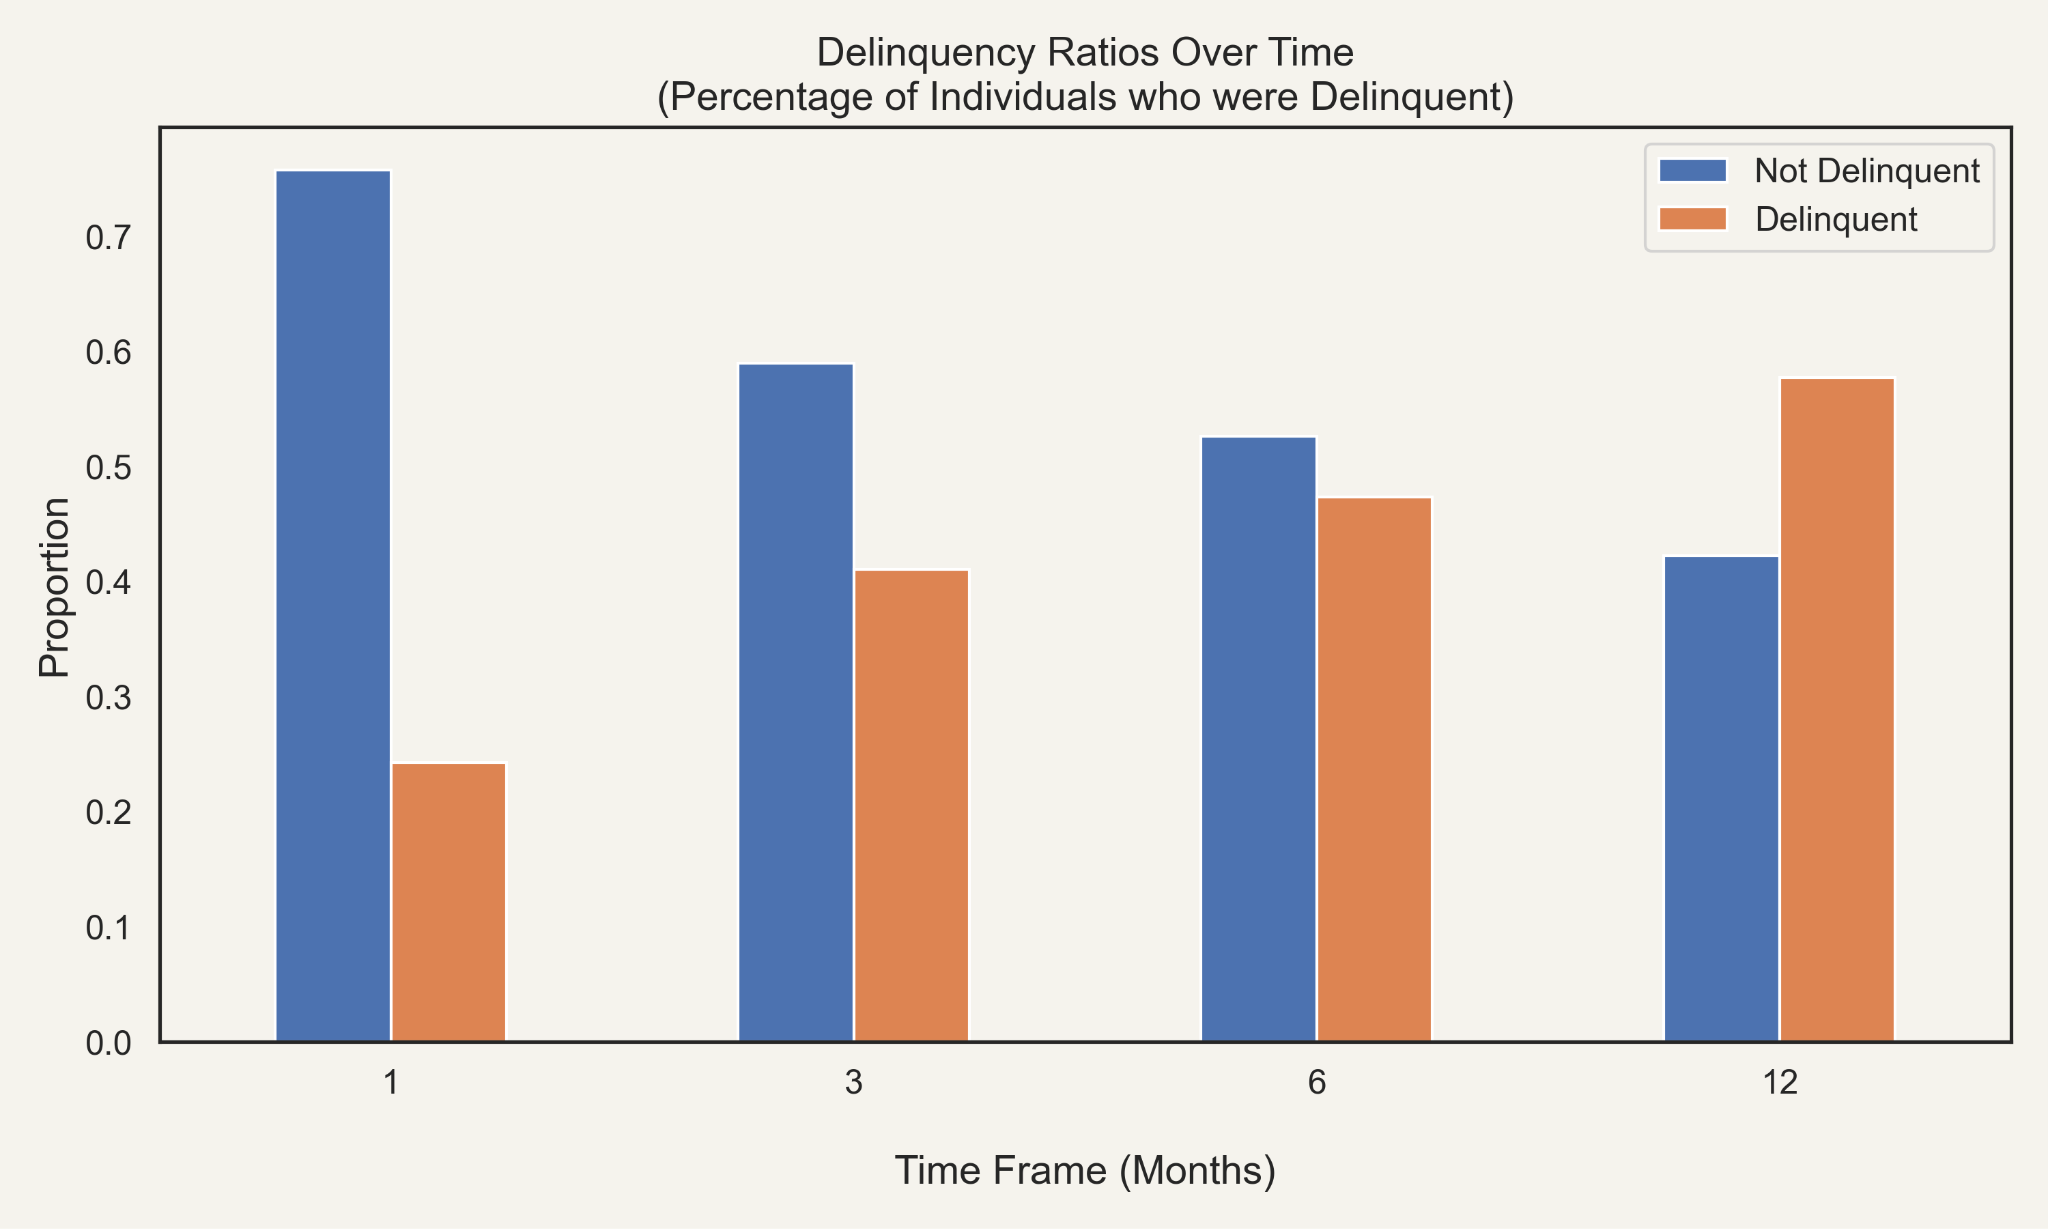 Delinquency Ratios Over Time
(Percentage of Individuals who were Delinquent)
Not Delinquent
Delinquent
0.7
0.6
0.5
0.4
0.3
0.2
0.1
0.0
Proportion
1 3 6 12
Time Frame (Months)